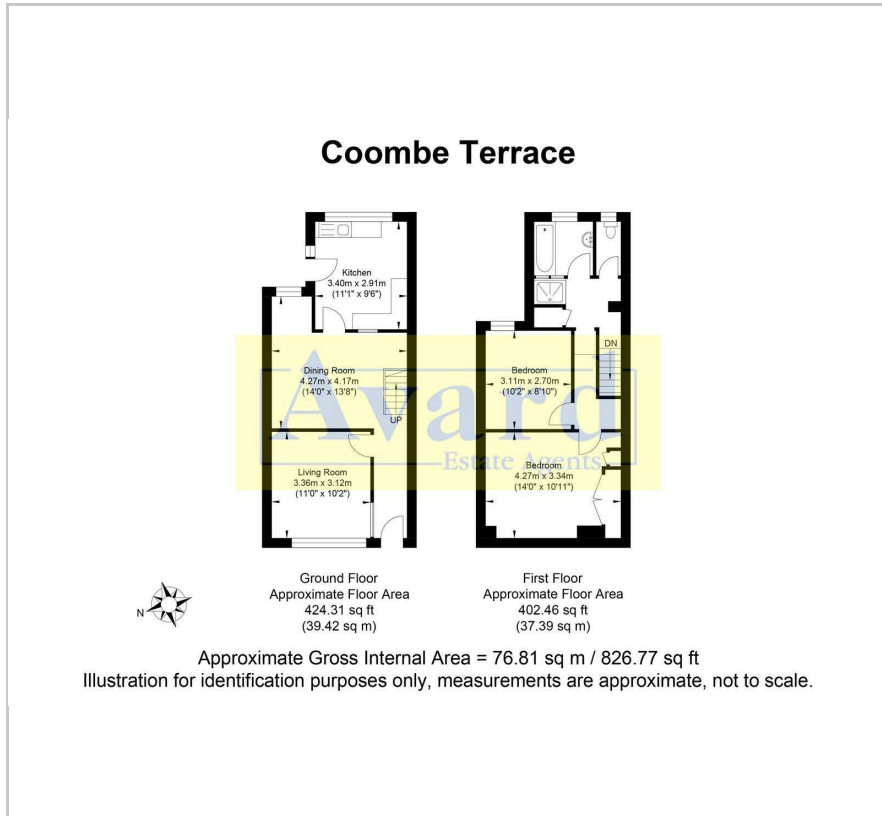 Coombe Terrace
Kitchen
3.40m x 2.91m
(11'1" x 9'6")
Dining Room
4.27m x 4.17m
(14'0" x 13'8")
UP
Living Room
3.36m x 3.12m
(11'0" x 10'2")
DN
Bedroom
3.11m x 2.70m
(10'2" x 8'10")
Bedroom
4.27m x 3.34m
(14'0" x 10'11")
Avard
Estate Agents
N
Ground Floor
Approximate Floor Area
424.31 sq ft
(39.42 sq m)
First Floor
Approximate Floor Area
402.46 sq ft
(37.39 sq m)
Approximate Gross Internal Area = 76.81 sq m / 826.77 sq ft
Illustration for identification purposes only, measurements are approximate, not to scale.